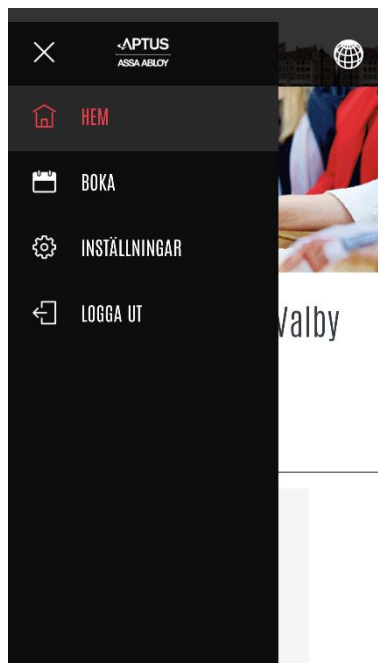 APTUS
ASSA ABLOY
HEM
BOKA
INSTÄLLNINGAR
LOGGA UT
Valby